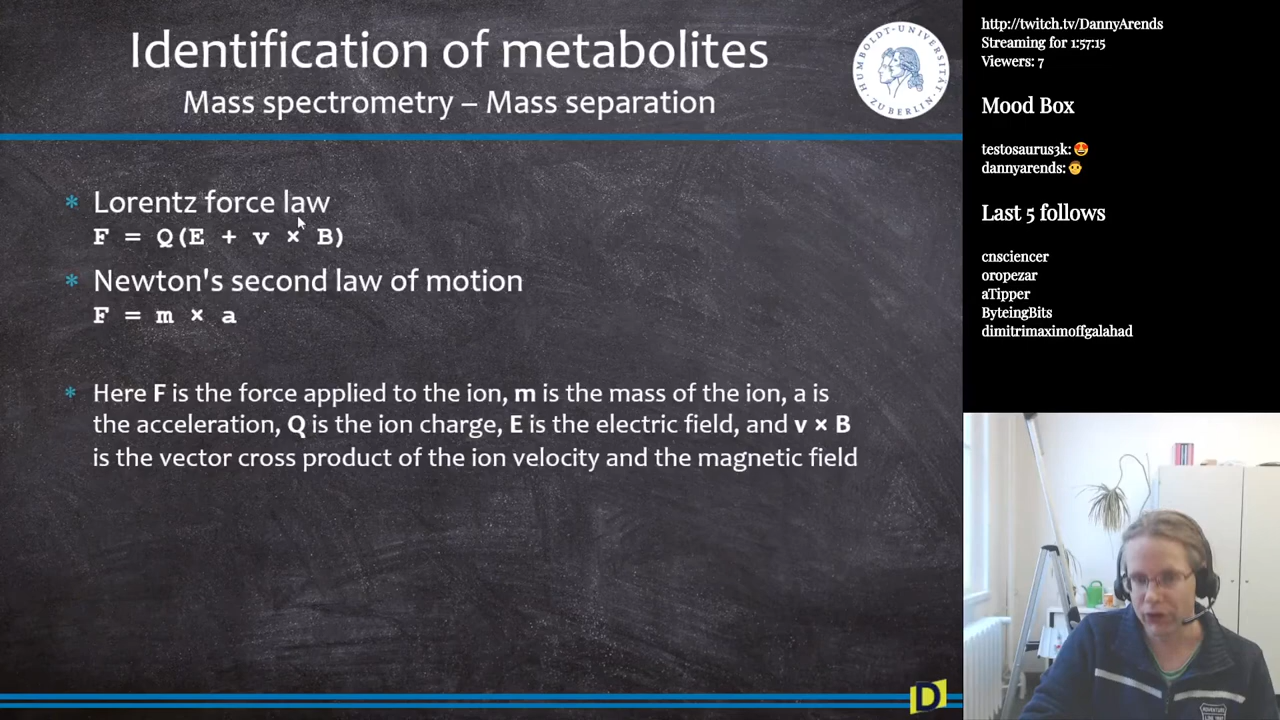 Identification of metabolites
Mass spectrometry – Mass separation
HUMBOLDT-UNIVERSITÄT ZU BERLIN
* Lorentz force law
F = Q(E + v × B)
* Newton's second law of motion
F = m × a
* Here F is the force applied to the ion, m is the mass of the ion, a is
the acceleration, Q is the ion charge, E is the electric field, and v × B
is the vector cross product of the ion velocity and the magnetic field
D
http://twitch.tv/DannyArends
Streaming for 1:57:15
Viewers: 7
Mood Box
testosaurus3k: 🤩
dannyarends: 👨
Last 5 follows
cnsciencer
oropezar
aTipper
ByteingBits
dimitrimaximoffgalahad